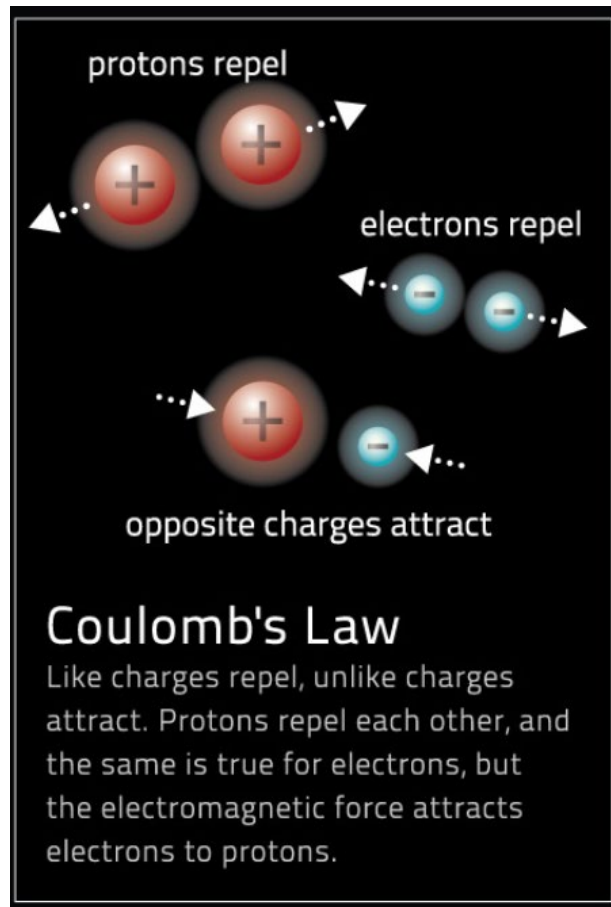 protons repel
+
+
electrons repel
-
-
+
-
opposite charges attract
Coulomb's Law
Like charges repel, unlike charges
attract. Protons repel each other, and
the same is true for electrons, but
the electromagnetic force attracts
electrons to protons.